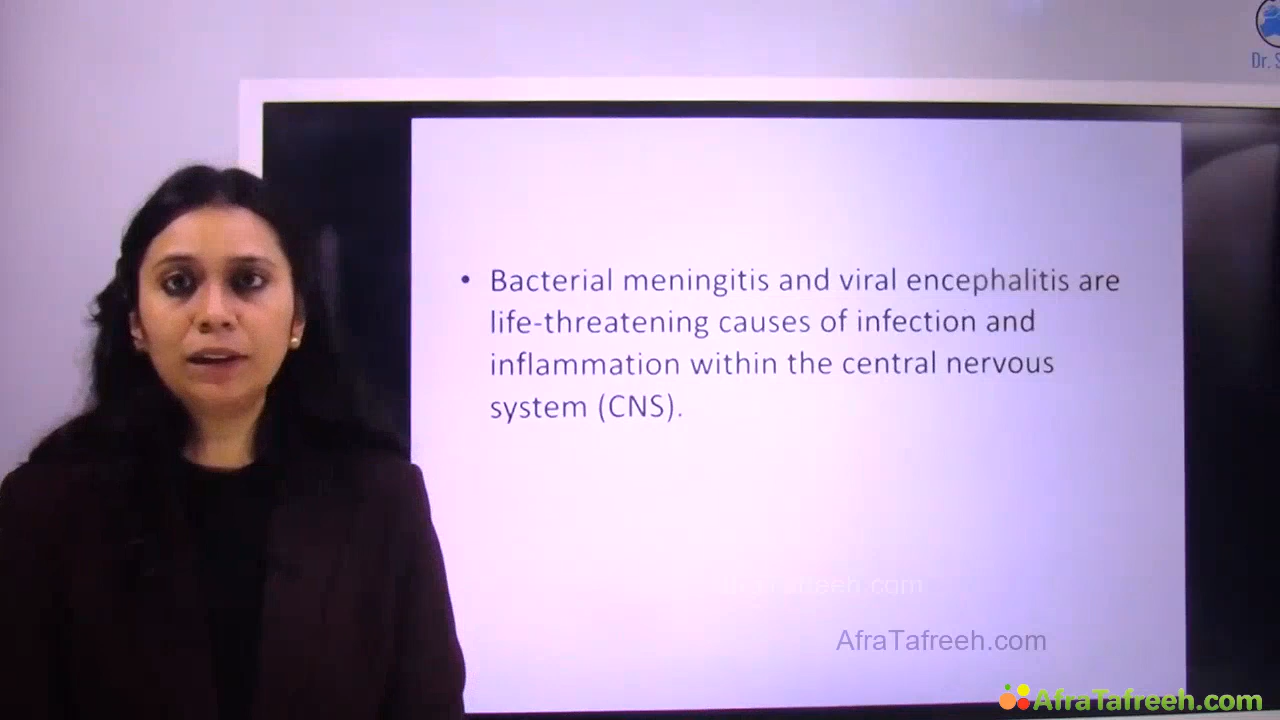 Dr. S
• Bacterial meningitis and viral encephalitis are
life-threatening causes of infection and
inflammation within the central nervous
system (CNS).
AfraTafreeh.com
AfraTafreeh.com